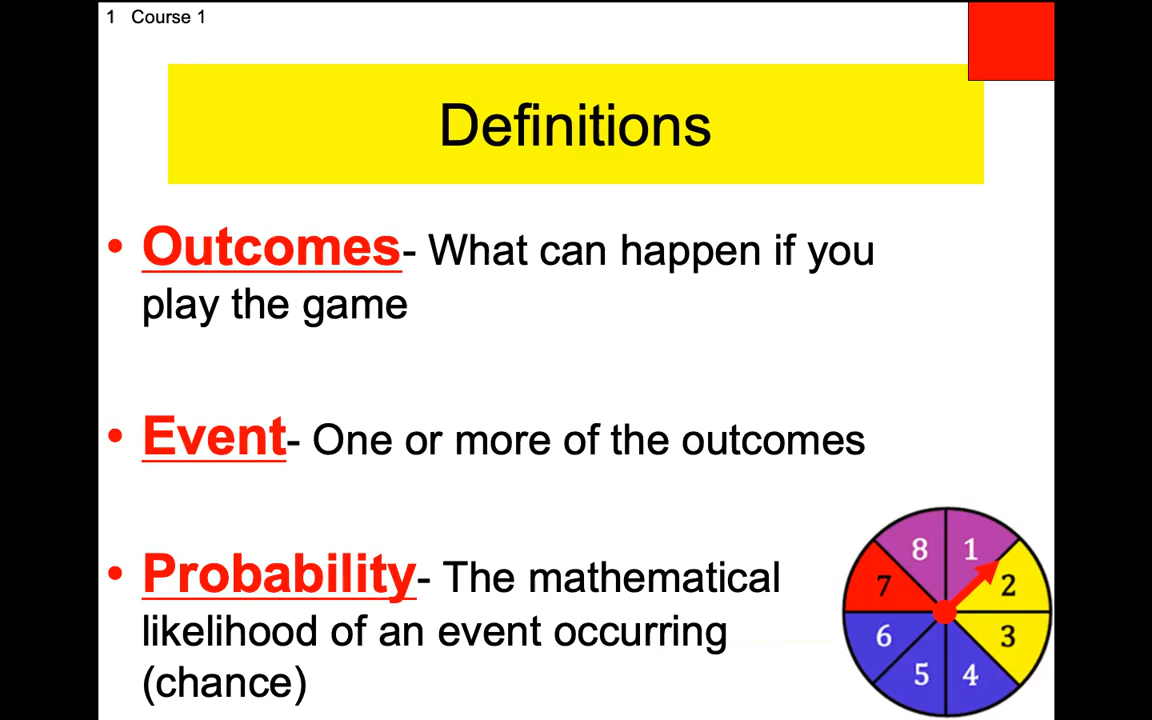 1 Course 1
Definitions
• Outcomes- What can happen if you
play the game
• Event- One or more of the outcomes
• Probability- The mathematical
likelihood of an event occurring
(chance)
8 1
7 2
6 3
5 4